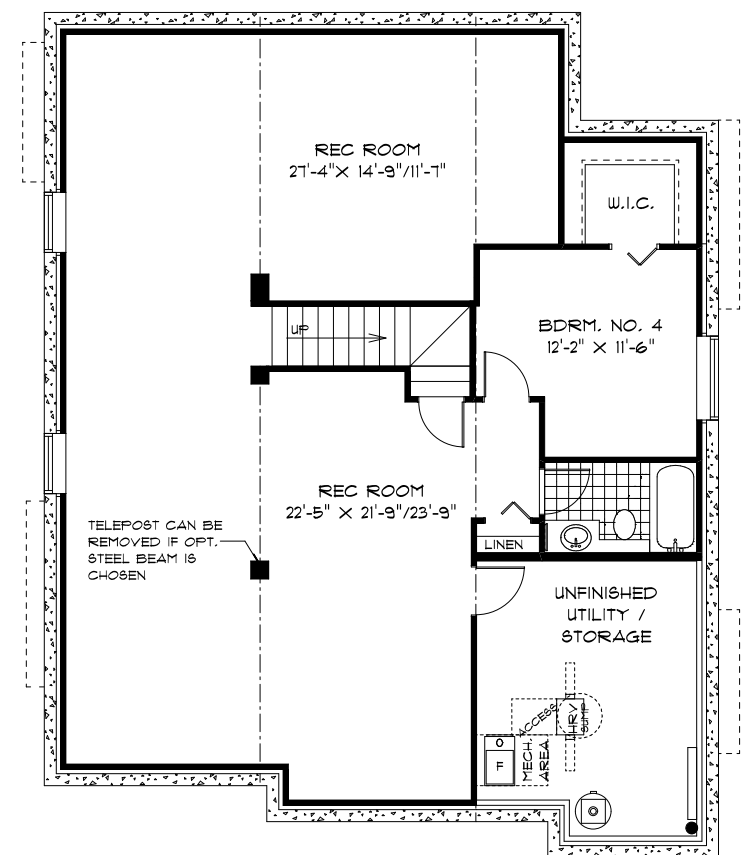 REC ROOM
27'-4"X 14'-9"/11'-7"
W.I.C.
UP
BDRM. NO. 4
12'-2" X 11'-6"
REC ROOM
22'-5" X 21'-9"/23'-9"
TELEPOST CAN BE
REMOVED IF OPT.
STEEL BEAM IS
CHOSEN
LINEN
UNFINISHED
UTILITY /
STORAGE
ACCESS
HRV
SUMP
MECH.
AREA
F